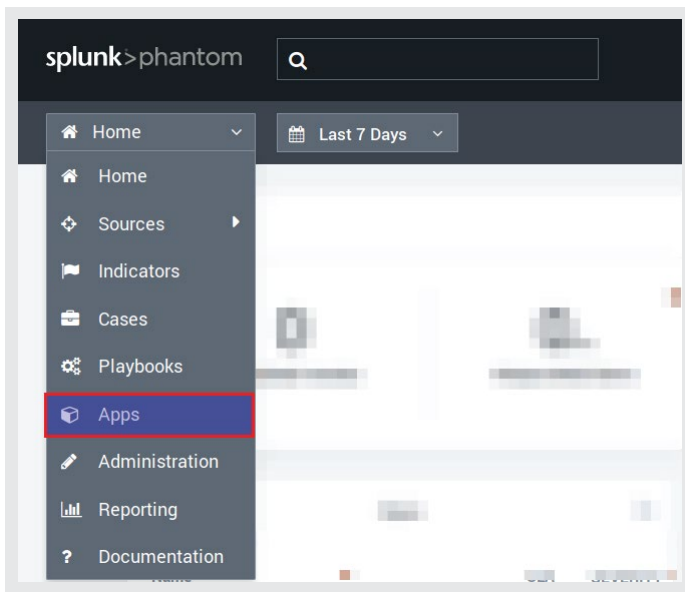 splunk>phantom
Home
Last 7 Days
Home
Sources
Indicators
Cases
Playbooks
Apps
Administration
Reporting
? Documentation